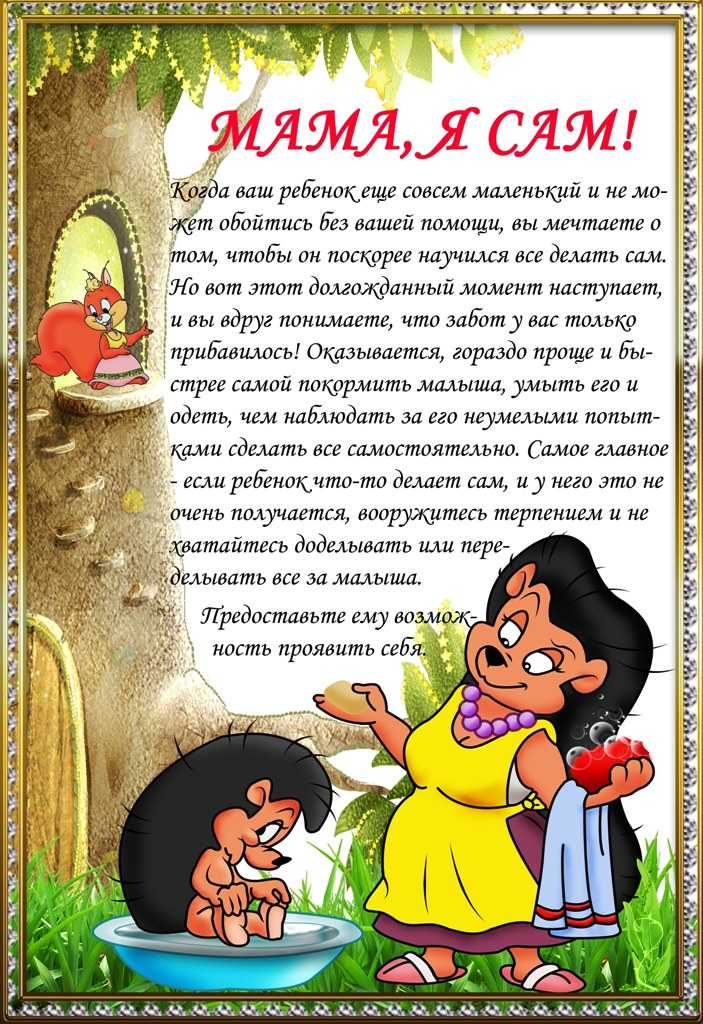 МАМА, Я САМ!
Когда ваш ребенок еще совсем маленький и не мо-
жет обойтись без вашей помощи, вы мечтаете о
том, чтобы он поскорее научился все делать сам.
Но вот этот долгожданный момент наступает,
и вы вдруг понимаете, что забот у вас только
прибавилось! Оказывается, гораздо проще и бы-
стрее самой покормить малыша, умыть его и
одеть, чем наблюдать за его неумелыми попыт-
ками сделать все самостоятельно. Самое главное
- если ребенок что-то делает сам, и у него это не
очень получается, вооружитесь терпением и не
хватайтесь доделывать или пере-
делывать все за малыша.
Предоставьте ему возмож-
ность проявить себя.